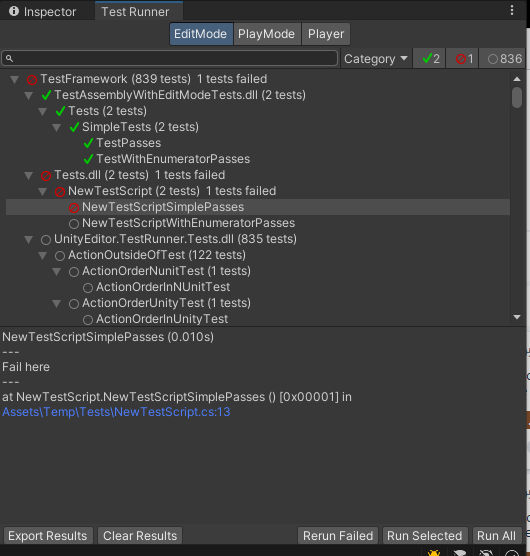 Inspector Test Runner
EditMode PlayMode Player
Category 2 1 836
TestFramework (839 tests) 1 tests failed
TestAssemblyWithEditModeTests.dll (2 tests)
Tests (2 tests)
SimpleTests (2 tests)
TestPasses
TestWithEnumeratorPasses
Tests.dll (2 tests) 1 tests failed
NewTestScript (2 tests) 1 tests failed
NewTestScriptSimplePasses
NewTestScriptWithEnumeratorPasses
UnityEditor.TestRunner.Tests.dll (835 tests)
ActionOutsideOfTest (122 tests)
ActionOrderNunitTest (1 tests)
ActionOrderInNUnitTest
ActionOrderUnityTest (1 tests)
ActionOrderInUnityTest
NewTestScriptSimplePasses (0.010s)
---
Fail here
---
at NewTestScript.NewTestScriptSimplePasses () [0x00001] in
Assets\Temp\Tests\NewTestScript.cs:13
Export Results Clear Results Rerun Failed Run Selected Run All